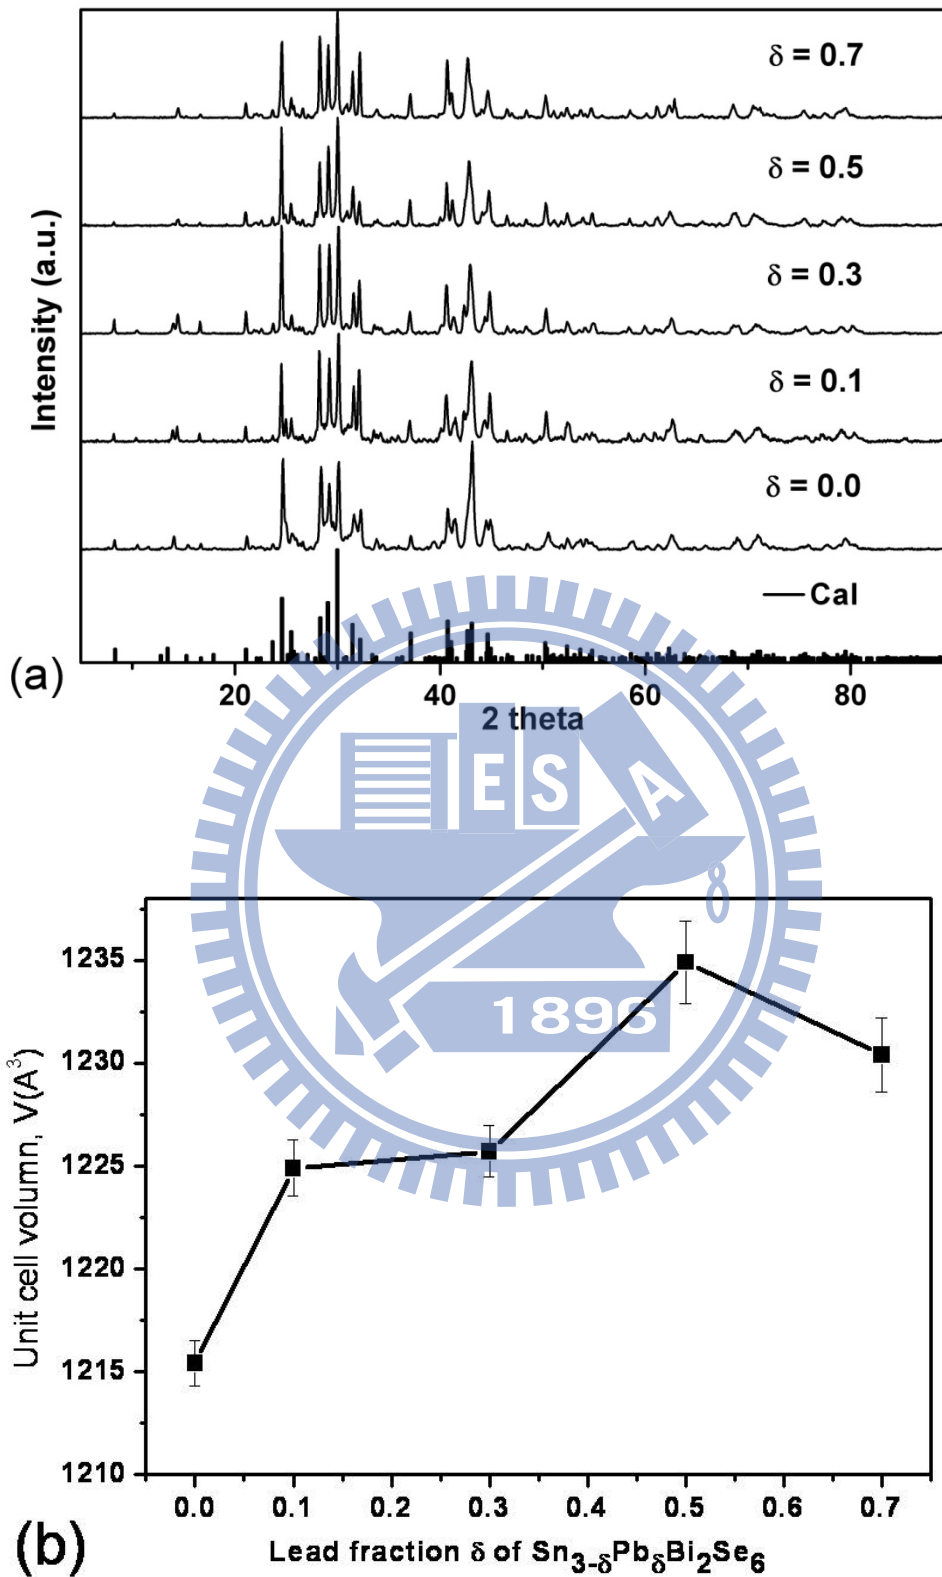 δ = 0.7
δ = 0.5
δ = 0.3
δ = 0.1
δ = 0.0
Cal
Intensity (a.u.)
(a)
20 40 60 80
2 theta
E S A
1896
1235
1230
1225
1220
1215
1210
Unit cell volumn, V(A³)
0.0 0.1 0.2 0.3 0.4 0.5 0.6 0.7
(b)
Lead fraction δ of Sn₃₋δPbδBi₂Se₆